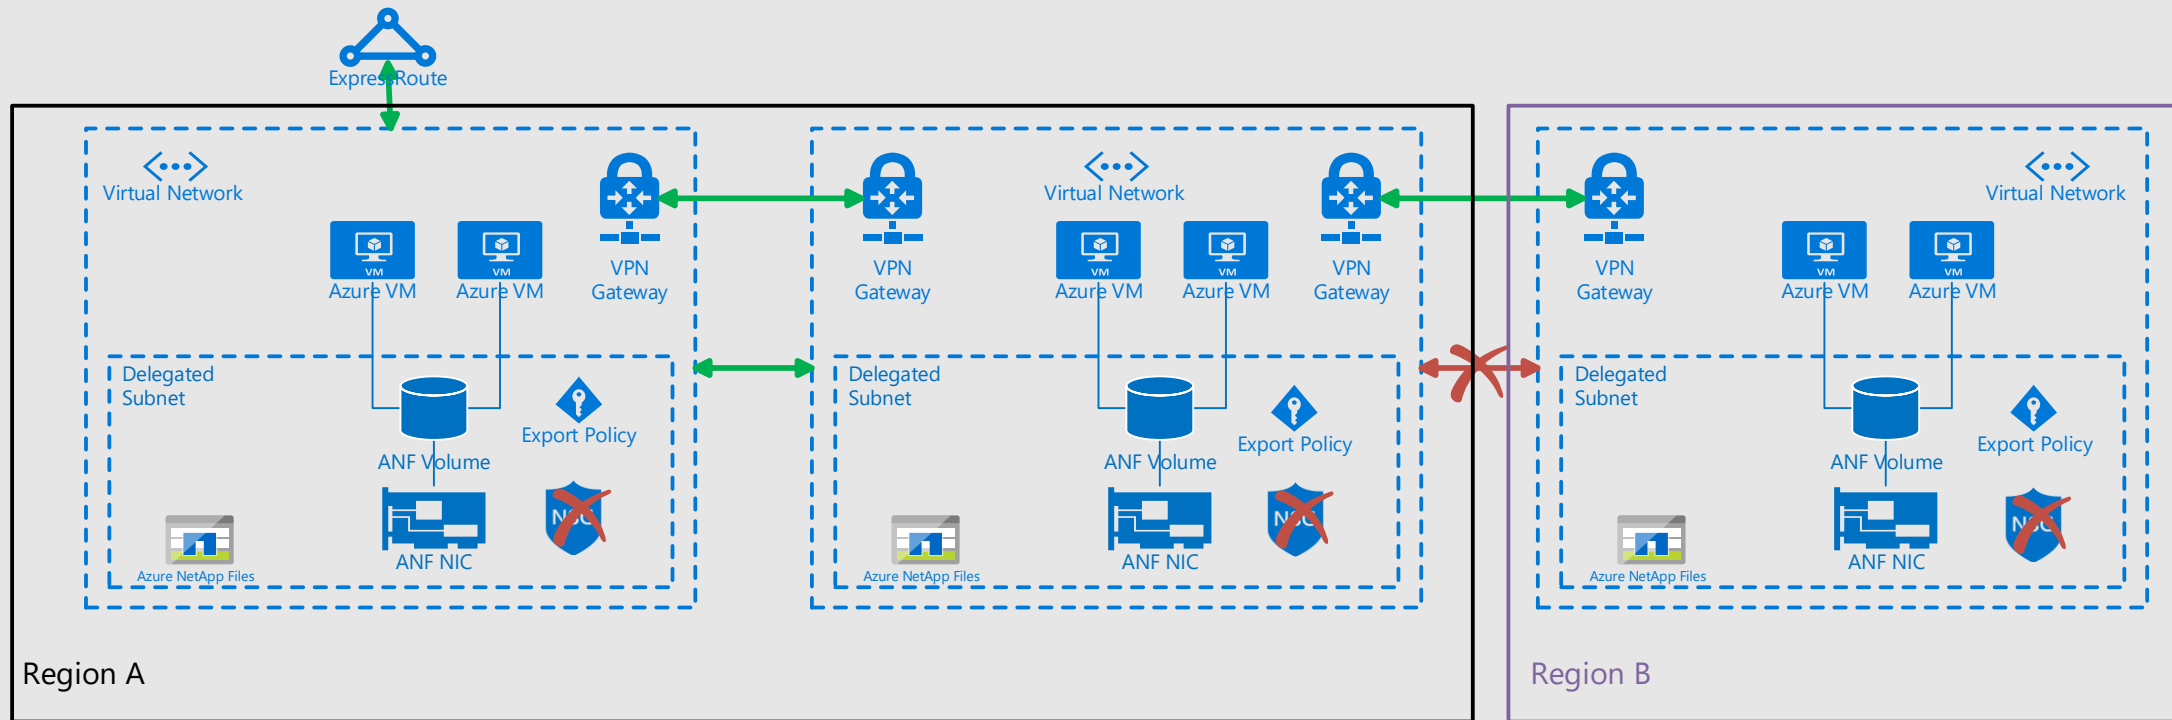 ExpressRoute
Virtual Network
VM
Azure VM
VM
Azure VM
VPN
Gateway
Delegated
Subnet
ANF Volume
Export Policy
NSG
ANF NIC
Azure NetApp Files
VPN
Gateway
Virtual Network
VM
Azure VM
VM
Azure VM
VPN
Gateway
Delegated
Subnet
ANF Volume
Export Policy
NSG
ANF NIC
Azure NetApp Files
Region A
VPN
Gateway
Virtual Network
VM
Azure VM
VM
Azure VM
Delegated
Subnet
ANF Volume
Export Policy
NSG
ANF NIC
Azure NetApp Files
Region B